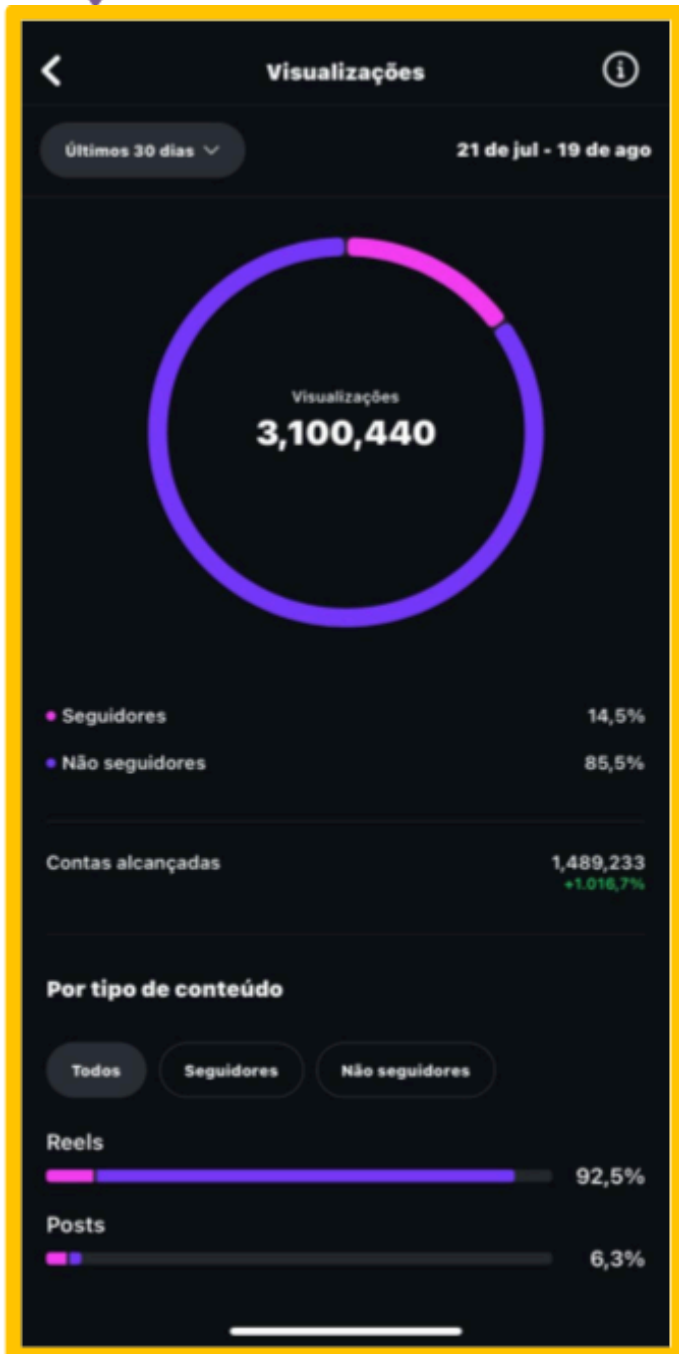 Visualizações
Últimos 30 dias
21 de jul - 19 de ago
Visualizações
3,100,440
Seguidores 14,5%
Não seguidores 85,5%
Contas alcançadas 1,489,233
+1.016,7%
Por tipo de conteúdo
Todos Seguidores Não seguidores
Reels
92,5%
Posts
6,3%